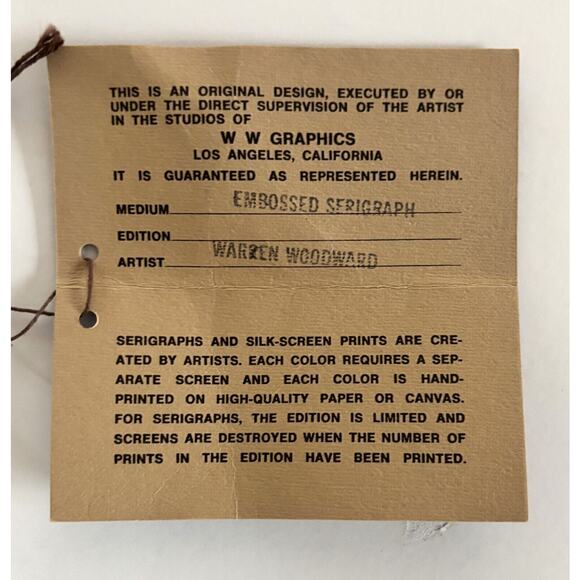 THIS IS AN ORIGINAL DESIGN, EXECUTED BY OR
UNDER THE DIRECT SUPERVISION OF THE ARTIST
IN THE STUDIOS OF
W W GRAPHICS
LOS ANGELES, CALIFORNIA
IT IS GUARANTEED AS REPRESENTED HEREIN.
MEDIUM EMBOSSED SERIGRAPH
EDITION
ARTIST WARREN WOODWARD
SERIGRAPHS AND SILK-SCREEN PRINTS ARE CRE-
ATED BY ARTISTS. EACH COLOR REQUIRES A SEP-
ARATE SCREEN AND EACH COLOR IS HAND-
PRINTED ON HIGH-QUALITY PAPER OR CANVAS.
FOR SERIGRAPHS, THE EDITION IS LIMITED AND
SCREENS ARE DESTROYED WHEN THE NUMBER OF
PRINTS IN THE EDITION HAVE BEEN PRINTED.